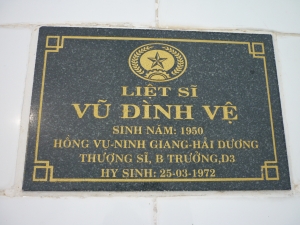 LIỆT SĨ
VŨ ĐÌNH VỆ
SINH NĂM: 1950
HỒNG VỤ-NINH GIANG-HẢI DƯƠNG
THƯỢNG SĨ, B TRƯỞNG,D3
HY SINH: 25-03-1972